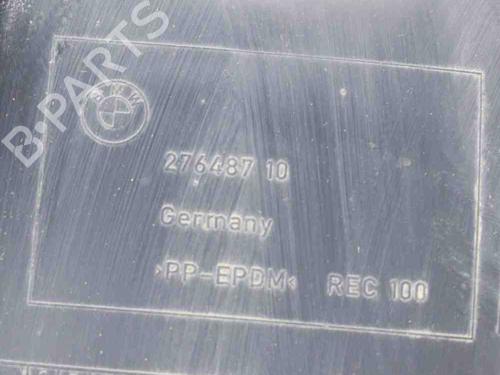 B-PARTS
BMW
276487 10
Germany
>PP-EPDM< REC 100